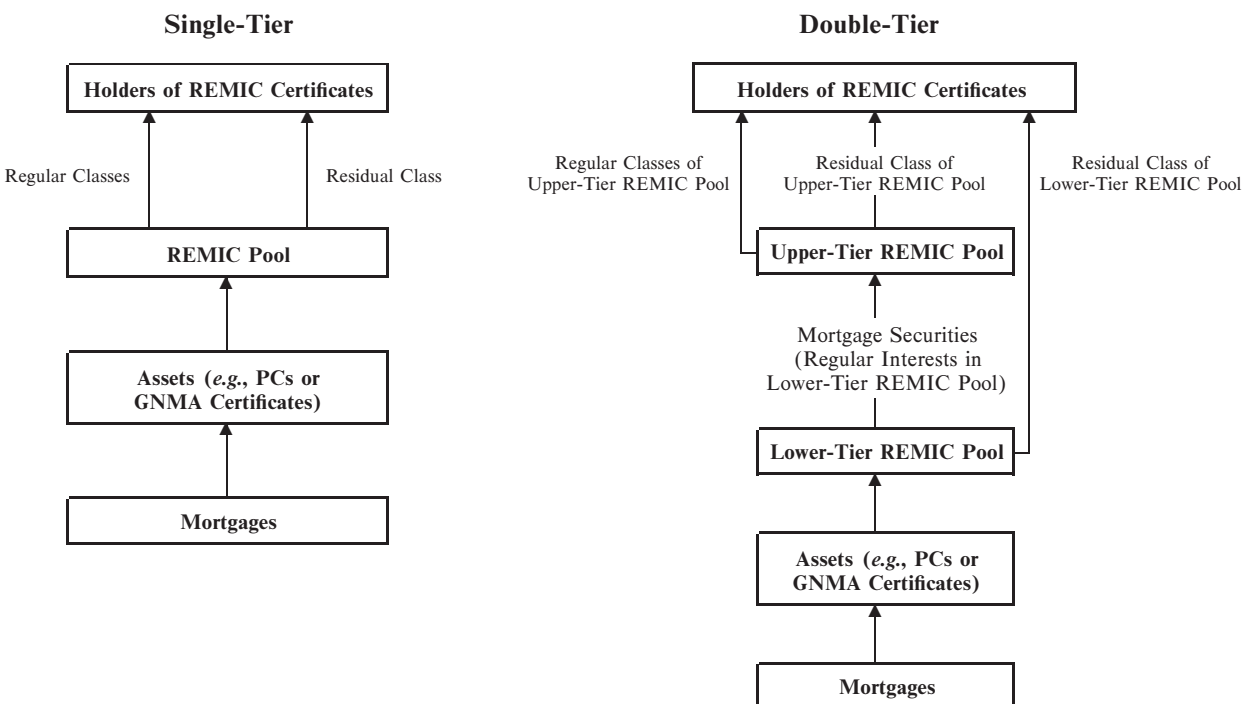 Single-Tier
Holders of REMIC Certificates
Regular Classes
Residual Class
REMIC Pool
Assets (e.g., PCs or
GNMA Certificates)
Mortgages
Double-Tier
Holders of REMIC Certificates
Regular Classes of
Upper-Tier REMIC Pool
Residual Class of
Upper-Tier REMIC Pool
Residual Class of
Lower-Tier REMIC Pool
Upper-Tier REMIC Pool
Mortgage Securities
(Regular Interests in
Lower-Tier REMIC Pool)
Lower-Tier REMIC Pool
Assets (e.g., PCs or
GNMA Certificates)
Mortgages